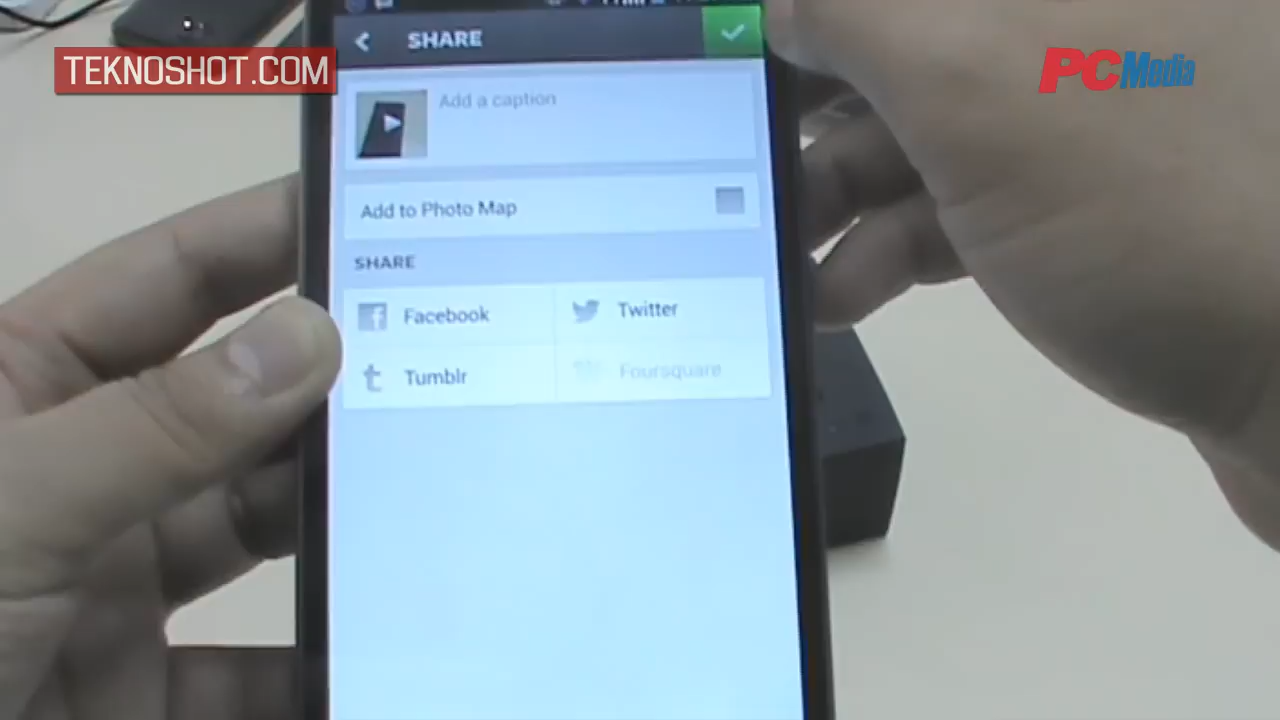 SHARE
TEKNOSHOT.COM
PCMedia
Add a caption
Add to Photo Map
SHARE
Facebook
Twitter
Tumblr
Foursquare